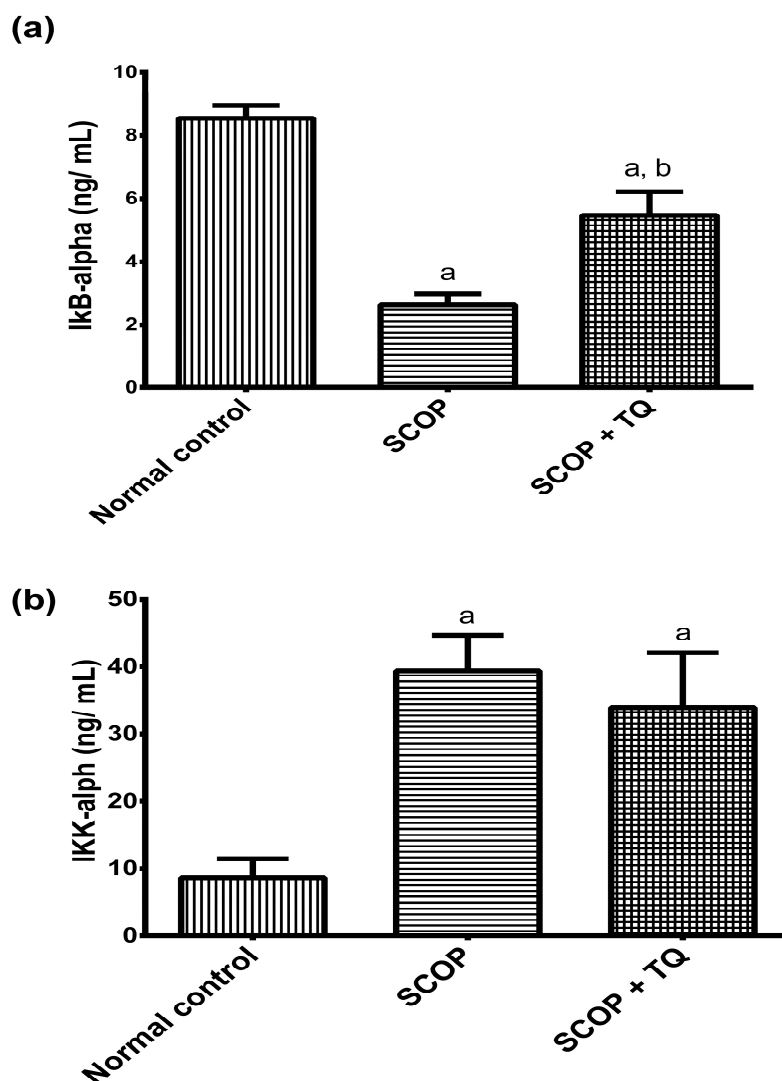 (a)
IkB-alpha (ng/ mL)
10
8
6
4
2
0
a
a, b
Normal control
SCOP
SCOP + TQ
(b)
IKK-alph (ng/ mL)
50
40
30
20
10
0
a
a
Normal control
SCOP
SCOP + TQ